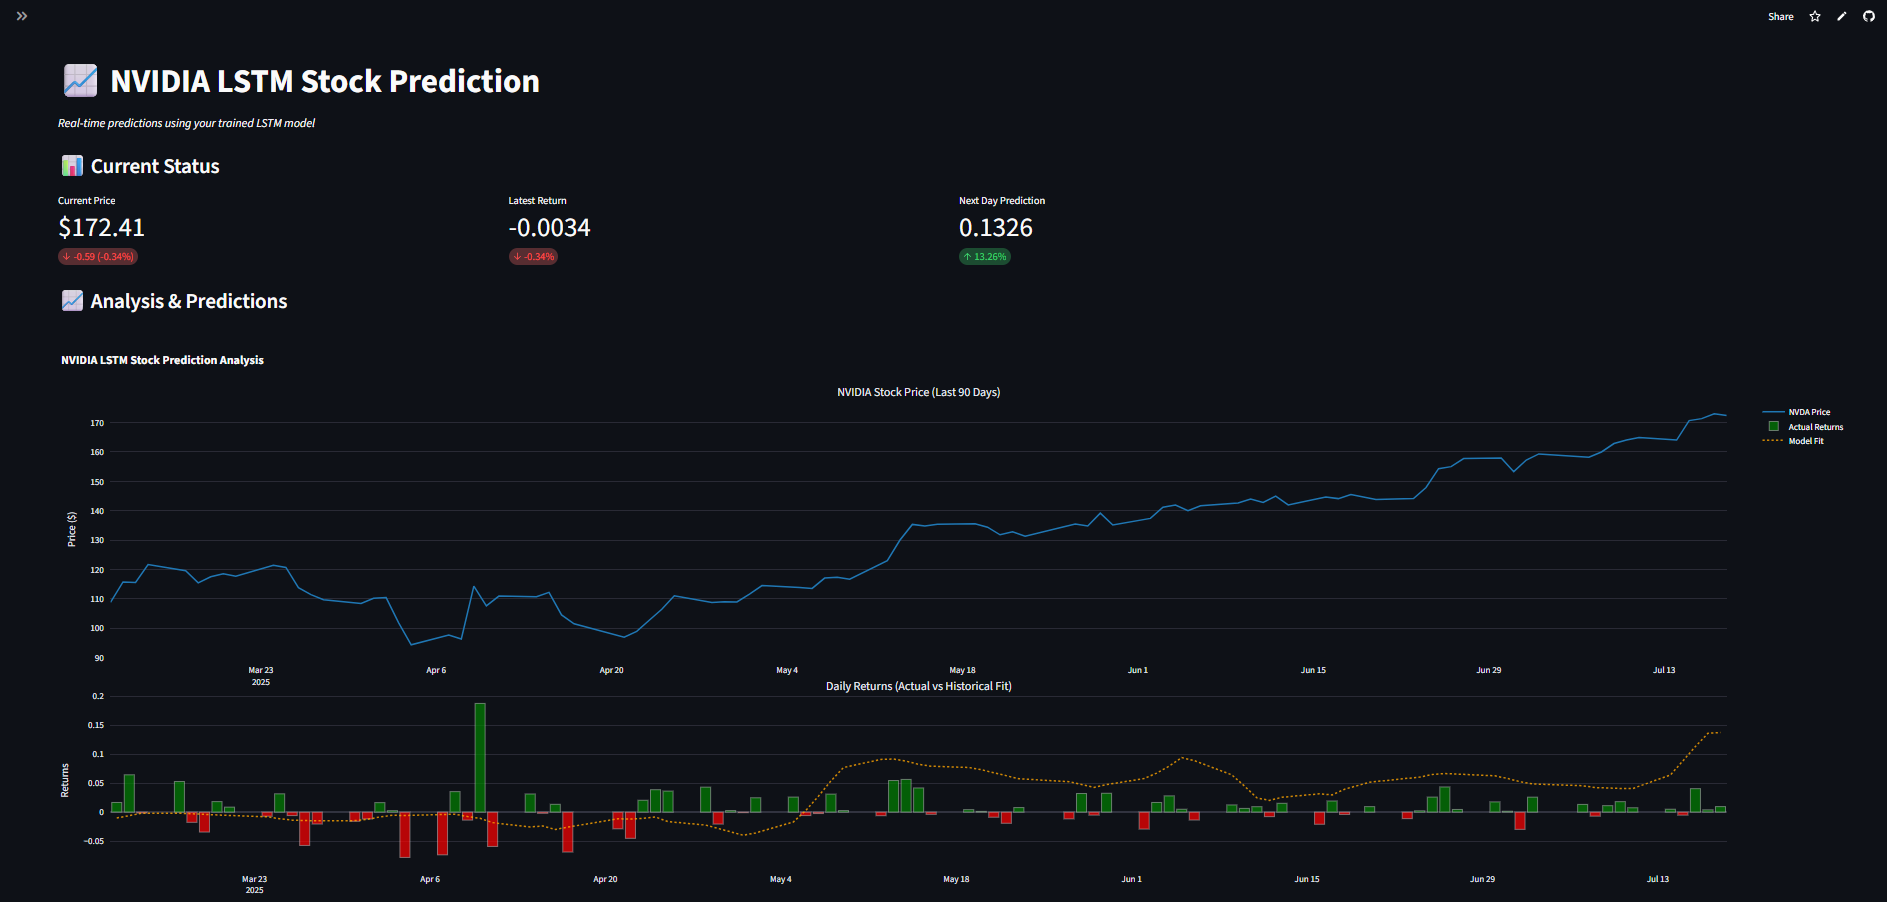 Share
NVIDIA LSTM Stock Prediction
Real-time predictions using your trained LSTM model
Current Status
Current Price
Latest Return
Next Day Prediction
$172.41
-0.0034
0.1326
↓ -0.59 (-0.34%)
↓ -0.34%
↑ 13.26%
Analysis & Predictions
NVIDIA LSTM Stock Prediction Analysis
NVIDIA Stock Price (Last 90 Days)
NVDA Price
Actual Returns
Model Fit
Price ($)
170
160
150
140
130
120
110
100
90
Mar 23
2025
Apr 6
Apr 20
May 4
May 18
Jun 1
Jun 15
Jun 29
Jul 13
Daily Returns (Actual vs Historical Fit)
Returns
0.2
0.15
0.1
0.05
0
−0.05
Mar 23
2025
Apr 6
Apr 20
May 4
May 18
Jun 1
Jun 15
Jun 29
Jul 13